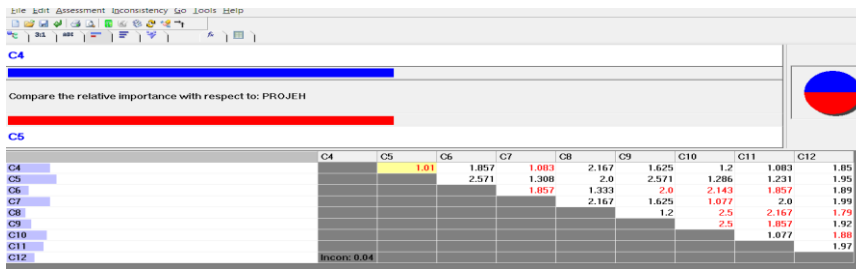 File Edit Assessment Inconsistency Go Tools Help
3:1 ABC
C4
Compare the relative importance with respect to: PROJEH
C5
C4 C5 C6 C7 C8 C9 C10 C11 C12
C4 1.01 1.857 1.083 2.167 1.625 1.2 1.083 1.85
C5 2.571 1.308 2.0 2.571 1.286 1.231 1.95
C6 1.857 1.333 2.0 2.143 1.857 1.89
C7 2.167 1.625 1.077 2.0 1.99
C8 1.2 2.5 2.167 1.79
C9 2.5 1.857 1.92
C10 1.077 1.88
C11 1.97
C12 Incon: 0.04